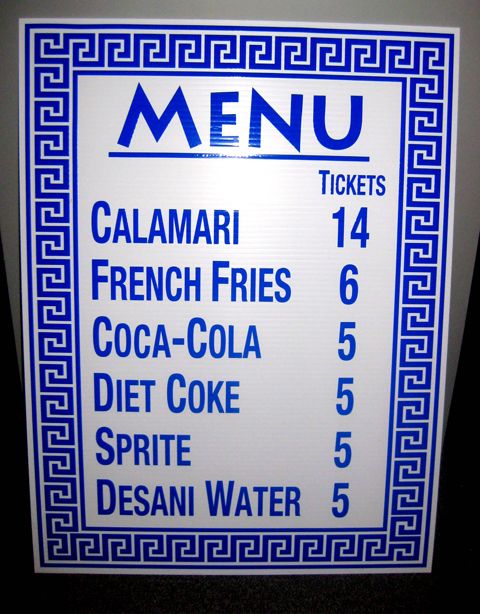 MENU
TICKETS
CALAMARI 14
FRENCH FRIES 6
COCA-COLA 5
DIET COKE 5
SPRITE 5
DESANI WATER 5